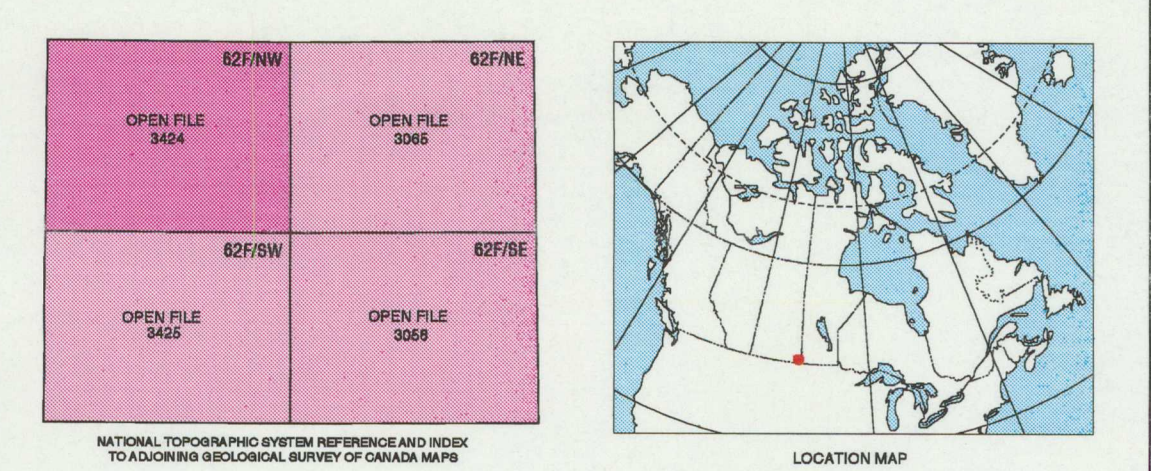 62F/NW
OPEN FILE
3424
62F/NE
OPEN FILE
3065
62F/SW
OPEN FILE
3425
62F/SE
OPEN FILE
3058
NATIONAL TOPOGRAPHIC SYSTEM REFERENCE AND INDEX
TO ADJOINING GEOLOGICAL SURVEY OF CANADA MAPS
LOCATION MAP